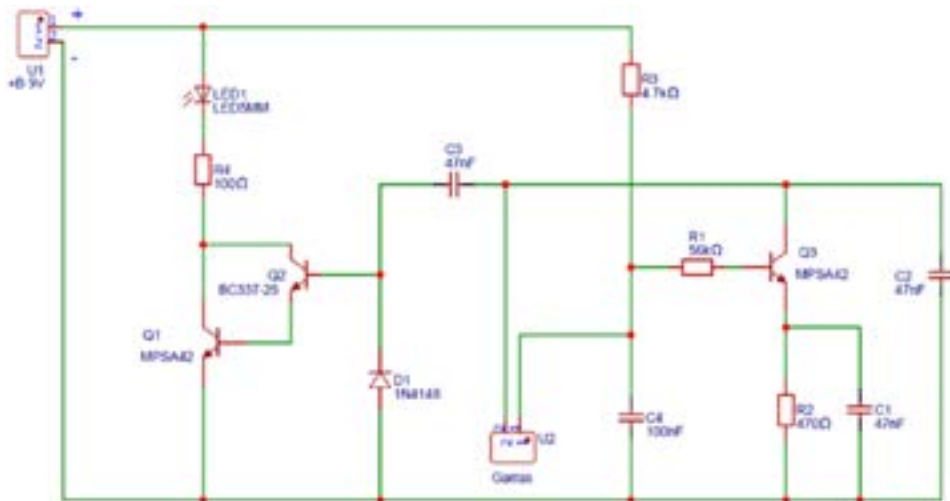 +
-
U1
+B 9V
LED1
LED5MM
R3
4.7kΩ
R4
100Ω
C3
47nF
R1
56kΩ
Q3
MPSA42
C2
47nF
Q2
BC337-25
Q1
MPSA42
D1
1N4148
U2
Garras
C4
100nF
R2
470Ω
C1
47nF